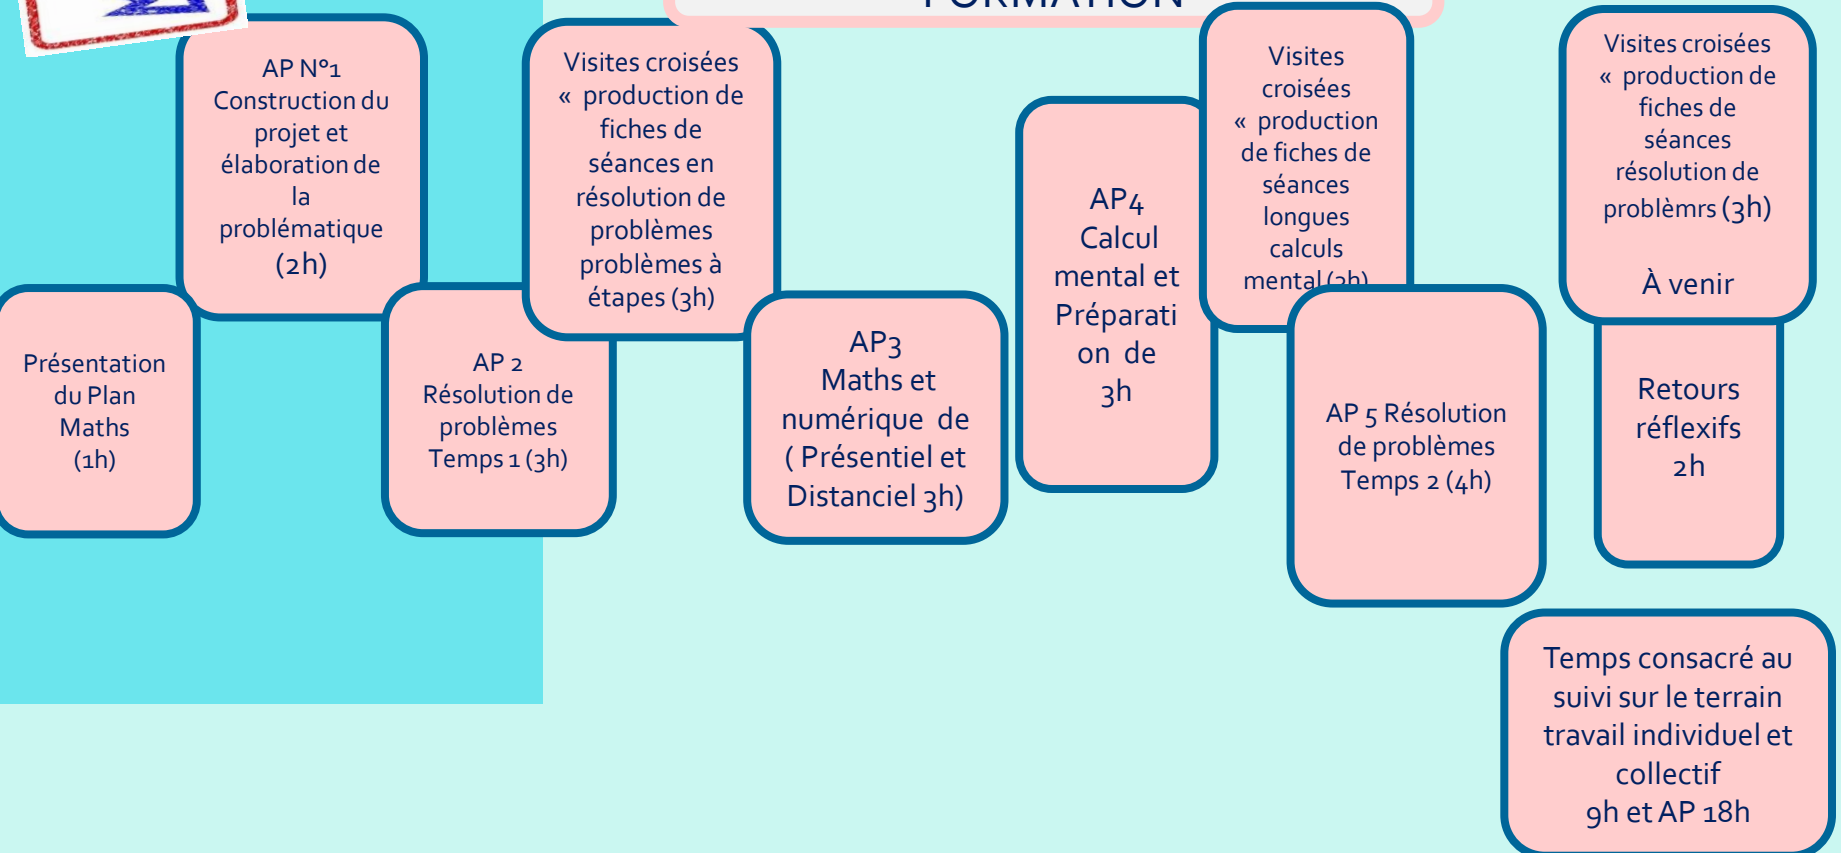 FORMATION
AP N°1
Construction du
projet et
élaboration de
la
problématique
(2h)
Visites croisées
« production de
fiches de
séances en
résolution de
problèmes
problèmes à
étapes (3h)
Visites
croisées
« production
de fiches de
séances
longues
calculs
mental
Visites croisées
« production de
fiches de
séances
résolution de
problèmrs (3h)
À venir
Présentation
du Plan
Maths
(1h)
AP 2
Résolution de
problèmes
Temps 1 (3h)
AP3
Maths et
numérique de
( Présentiel et
Distanciel 3h)
AP4
Calcul
mental et
Préparati
on de
3h
AP 5 Résolution
de problèmes
Temps 2 (4h)
Retours
réflexifs
2h
Temps consacré au
suivi sur le terrain
travail individuel et
collectif
9h et AP 18h